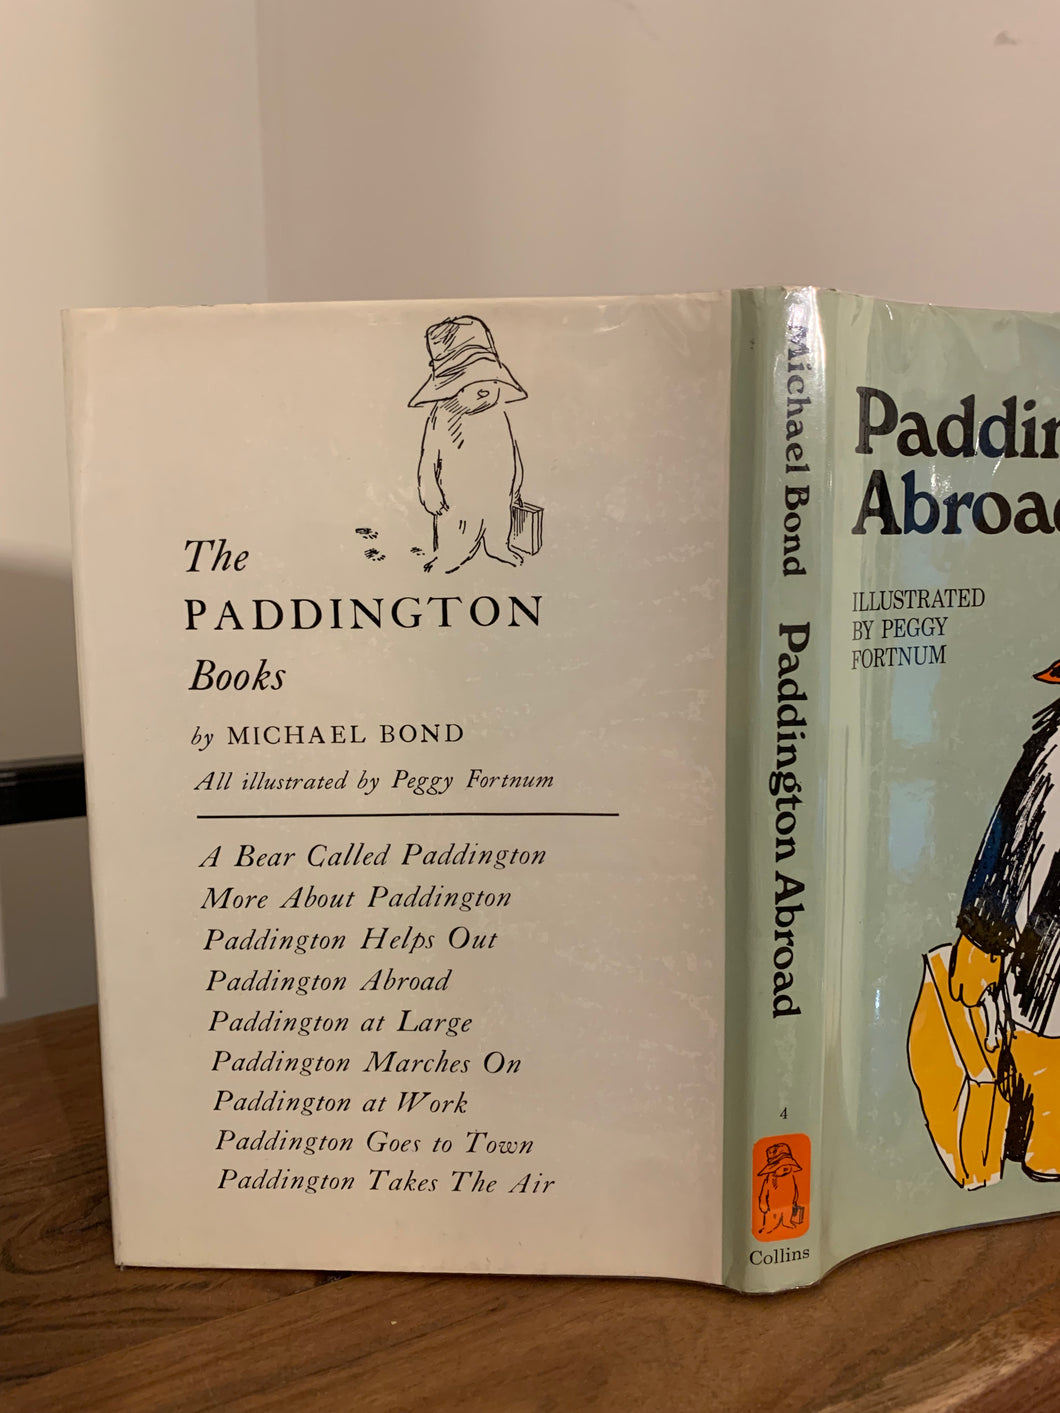 The
PADDINGTON
Books
by MICHAEL BOND
All illustrated by Peggy Fortnum
A Bear Called Paddington
More About Paddington
Paddington Helps Out
Paddington Abroad
Paddington at Large
Paddington Marches On
Paddington at Work
Paddington Goes to Town
Paddington Takes The Air
Michael Bond Paddington Abroad
4
Collins
Paddin
Abroa
ILLUSTRATED
BY PEGGY
FORTNUM